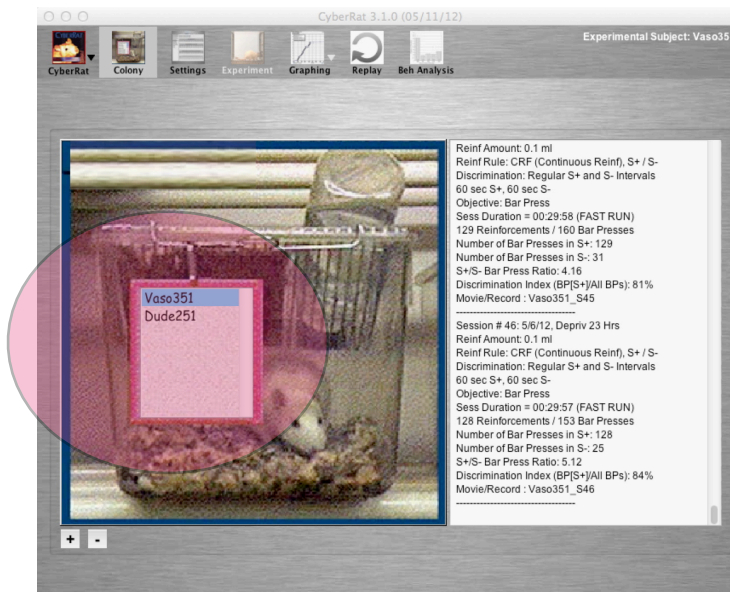 CyberRat 3.1.0 (05/11/12)
Experimental Subject: Vaso35
CyberRat
Colony
Settings
Experiment
Graphing
Replay
Beh Analysis
Vaso351
Dude251
Reinf Amount: 0.1 ml
Reinf Rule: CRF (Continuous Reinf), S+ / S-
Discrimination: Regular S+ and S- Intervals
60 sec S+, 60 sec S-
Objective: Bar Press
Sess Duration = 00:29:58 (FAST RUN)
129 Reinforcements / 160 Bar Presses
Number of Bar Presses in S+: 129
Number of Bar Presses in S-: 31
S+/S- Bar Press Ratio: 4.16
Discrimination Index (BP[S+]/All BPs): 81%
Movie/Record : Vaso351_S45
-----------------------------------
Session # 46: 5/6/12, Depriv 23 Hrs
Reinf Amount: 0.1 ml
Reinf Rule: CRF (Continuous Reinf), S+ / S-
Discrimination: Regular S+ and S- Intervals
60 sec S+, 60 sec S-
Objective: Bar Press
Sess Duration = 00:29:57 (FAST RUN)
128 Reinforcements / 153 Bar Presses
Number of Bar Presses in S+: 128
Number of Bar Presses in S-: 25
S+/S- Bar Press Ratio: 5.12
Discrimination Index (BP[S+]/All BPs): 84%
Movie/Record : Vaso351_S46
-----------------------------------
+ -